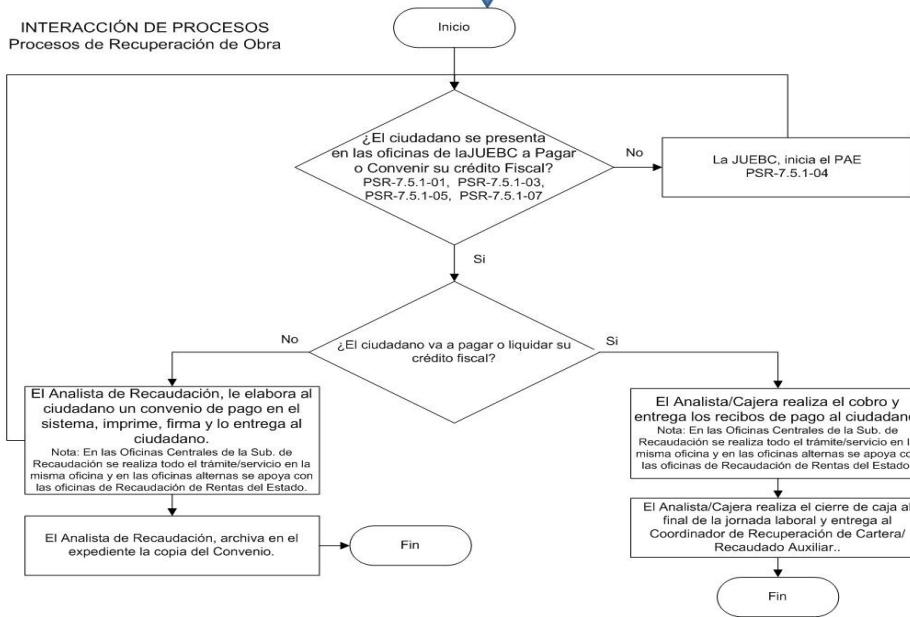 INTERACCIÓN DE PROCESOS
Procesos de Recuperación de Obra
Inicio
¿El ciudadano se presenta
en las oficinas de laJUEBC a Pagar
o Convenir su crédito Fiscal?
PSR-7.5.1-01, PSR-7.5.1-03,
PSR-7.5.1-05, PSR-7.5.1-07
No
La JUEBC, inicia el PAE
PSR-7.5.1-04
Si
¿El ciudadano va a pagar o liquidar su
crédito fiscal?
No
Si
El Analista de Recaudación, le elabora al
ciudadano un convenio de pago en el
sistema, imprime, firma y lo entrega al
ciudadano.
Nota: En las Oficinas Centrales de la Sub. de
Recaudación se realiza todo el trámite/servicio en la
misma oficina y en las oficinas alternas se apoya con
las oficinas de Recaudación de Rentas del Estado.
El Analista de Recaudación, archiva en el
expediente la copia del Convenio.
Fin
El Analista/Cajera realiza el cobro y
entrega los recibos de pago al ciudadano
Nota: En las Oficinas Centrales de la Sub. de
Recaudación se realiza todo el trámite/servicio en l
misma oficina y en las oficinas alternas se apoya co
las oficinas de Recaudación de Rentas del Estado
El Analista/Cajera realiza el cierre de caja al
final de la jornada laboral y entrega al
Coordinador de Recuperación de Cartera/
Recaudado Auxiliar..
Fin